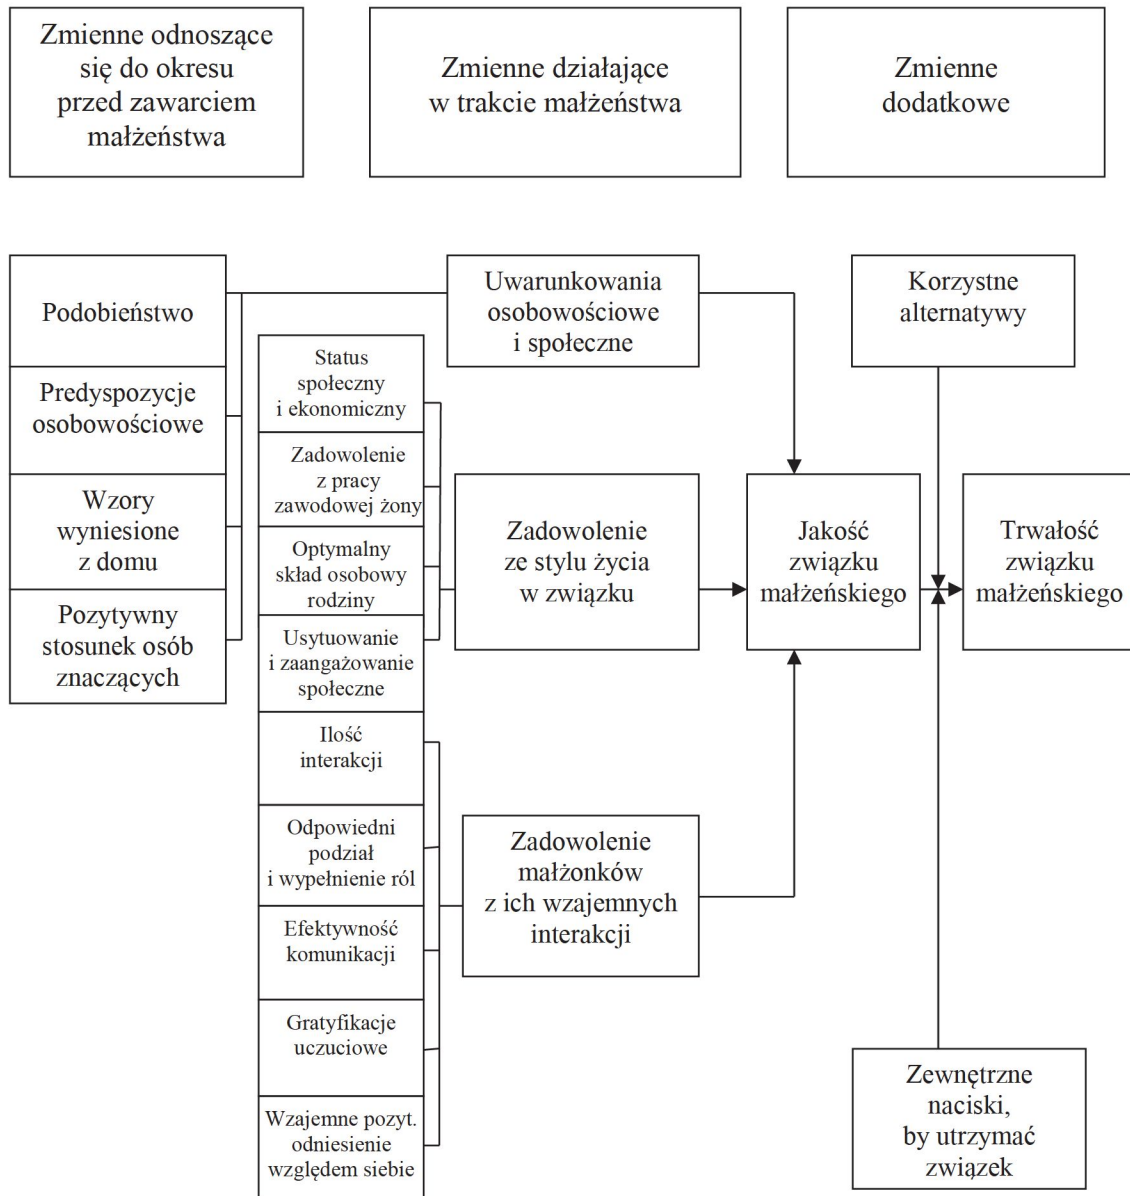 Zmienne odnoszące
się do okresu
przed zawarciem
małżeństwa
Zmienne działające
w trakcie małżeństwa
Zmienne
dodatkowe
Podobieństwo
Predyspozycje
osobowościowe
Wzory
wyniesione
z domu
Pozytywny
stosunek osób
znaczących
Status
społeczny
i ekonomiczny
Zadowolenie
z pracy
zawodowej żony
Optymalny
skład osobowy
rodziny
Usytuowanie
i zaangażowanie
społeczne
Ilość
interakcji
Odpowiedni
podział
i wypełnienie ról
Efektywność
komunikacji
Gratyfikacje
uczuciowe
Wzajemne pozyt.
odniesienie
względem siebie
Uwarunkowania
osobowościowe
i społeczne
Zadowolenie
ze stylu życia
w związku
Zadowolenie
małżonków
z ich wzajemnych
interakcji
Jakość
związku
małżeńskiego
Korzystne
alternatywy
Trwałość
związku
małżeńskiego
Zewnętrzne
naciski,
by utrzymać
związek